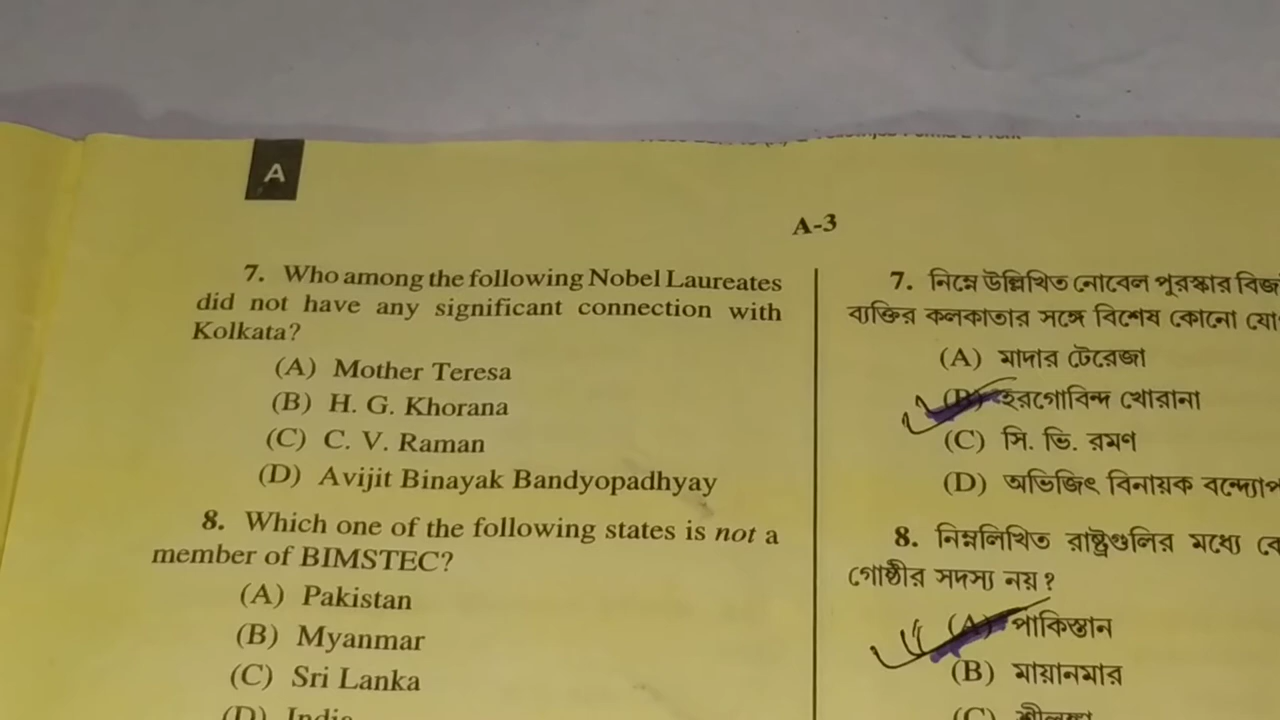 A
A-3
7. Who among the following Nobel Laureates
did not have any significant connection with
Kolkata?
(A) Mother Teresa
(B) H. G. Khorana
(C) C. V. Raman
(D) Avijit Binayak Bandyopadhyay
8. Which one of the following states is not a
member of BIMSTEC?
(A) Pakistan
(B) Myanmar
(C) Sri Lanka
(D) India
7. নিম্নে উল্লিখিত নোবেল পুরস্কার
ব্যক্তির কলকাতার সঙ্গে বিশেষ কোনো
(A) মাদার টেরেজা
(B) হরগোবিন্দ খোরানা
(C) সি. ভি. রমণ
(D) অভিজিৎ বিনায়ক
8. নিম্নলিখিত রাষ্ট্রগুলির মধ্যে
গোষ্ঠীর সদস্য নয়?
(A) পাকিস্তান
(B) মায়ানমার
(C) শ্রীলঙ্কা